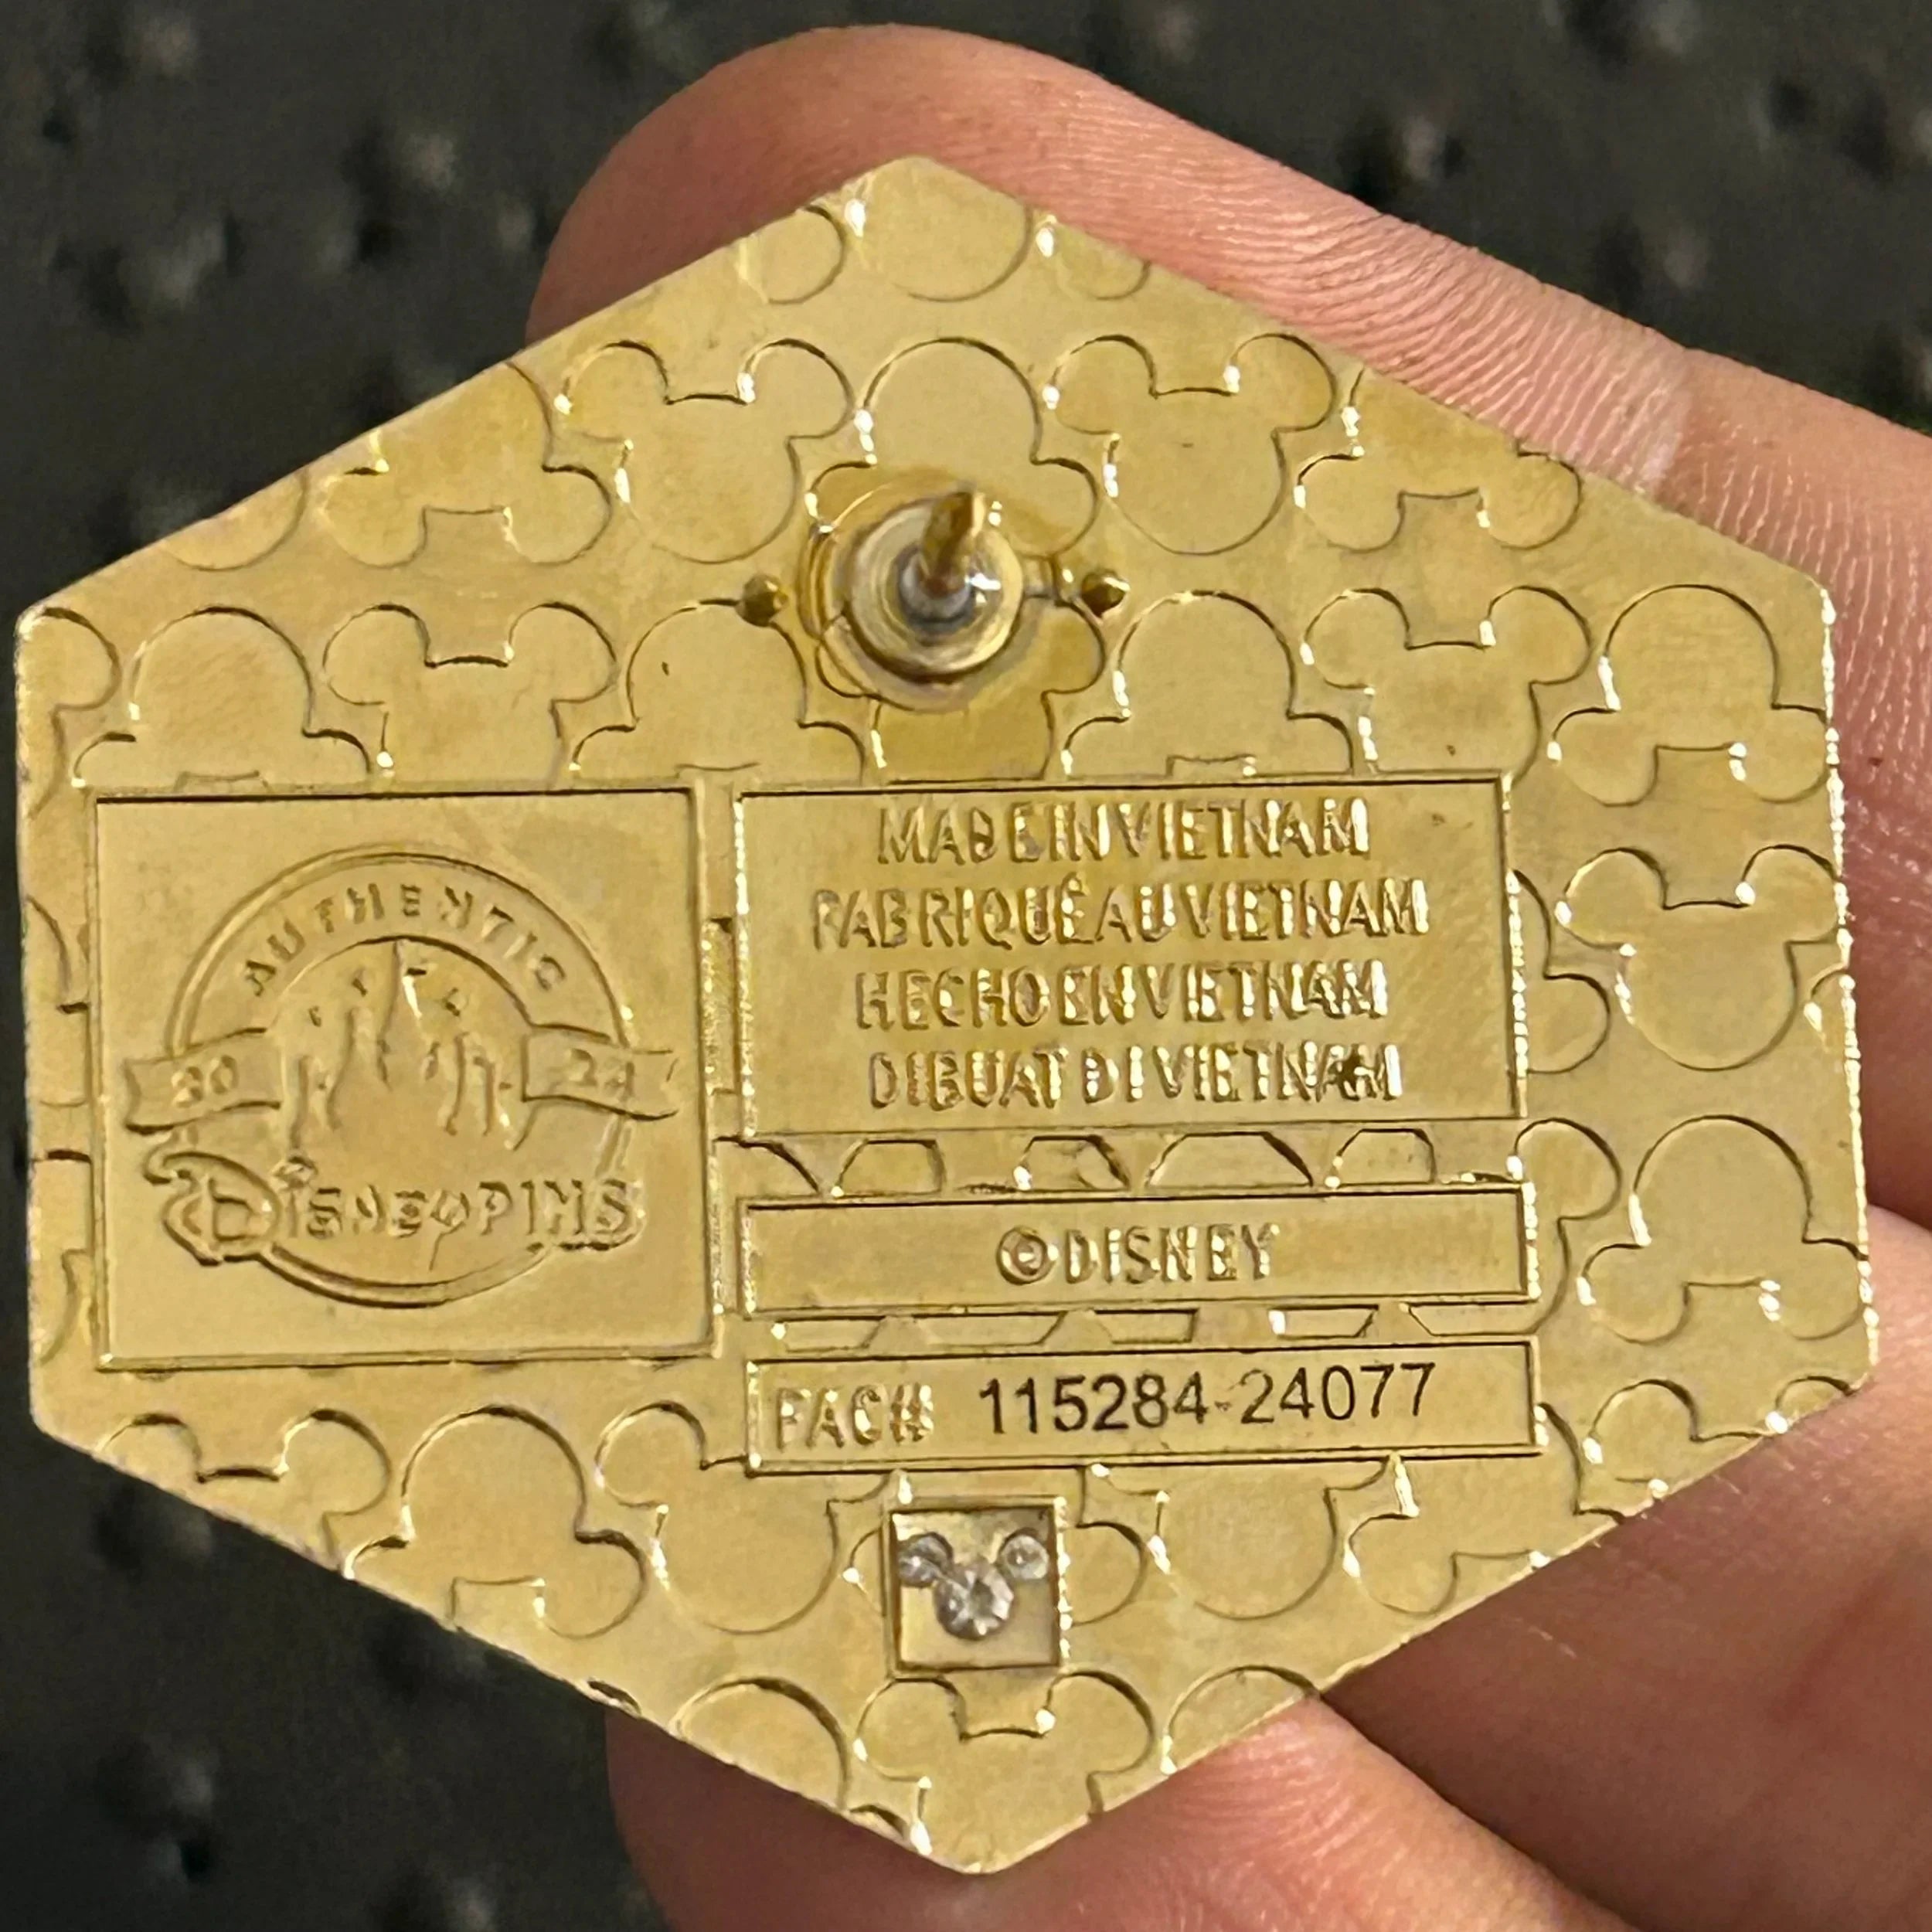 AUTHENTIC
20 24
DISNEY PINS
MADE IN VIETNAM
FABRIQUÉ AU VIETNAM
HECHO EN VIETNAM
DIBUAT DI VIETNAM
©DISNEY
FAC# 115284-24077